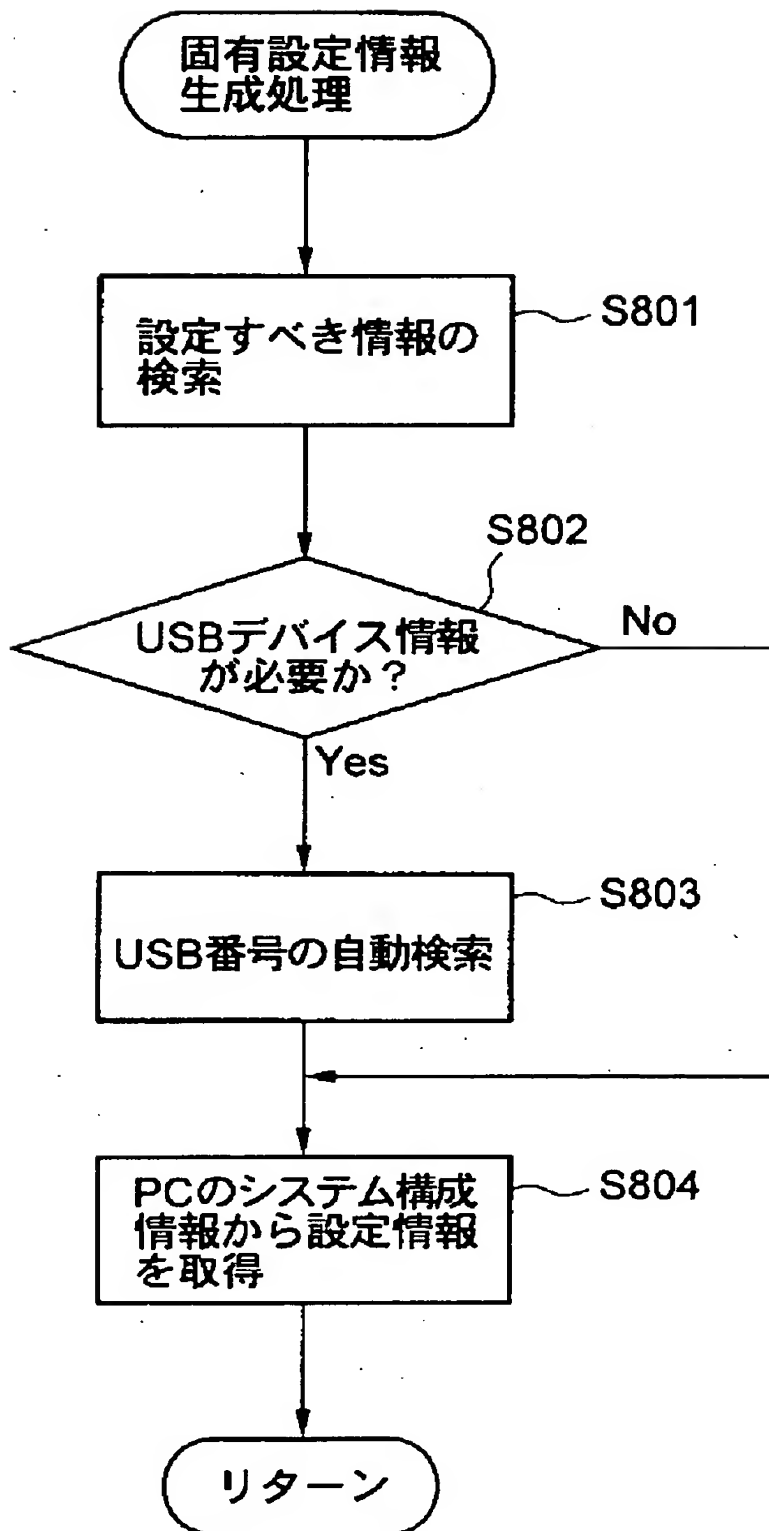 固有設定情報
生成処理
S801
設定すべき情報の
検索
S802
USBデバイス情報
が必要か?
No
Yes
S803
USB番号の自動検索
S804
PCのシステム構成
情報から設定情報
を取得
リターン